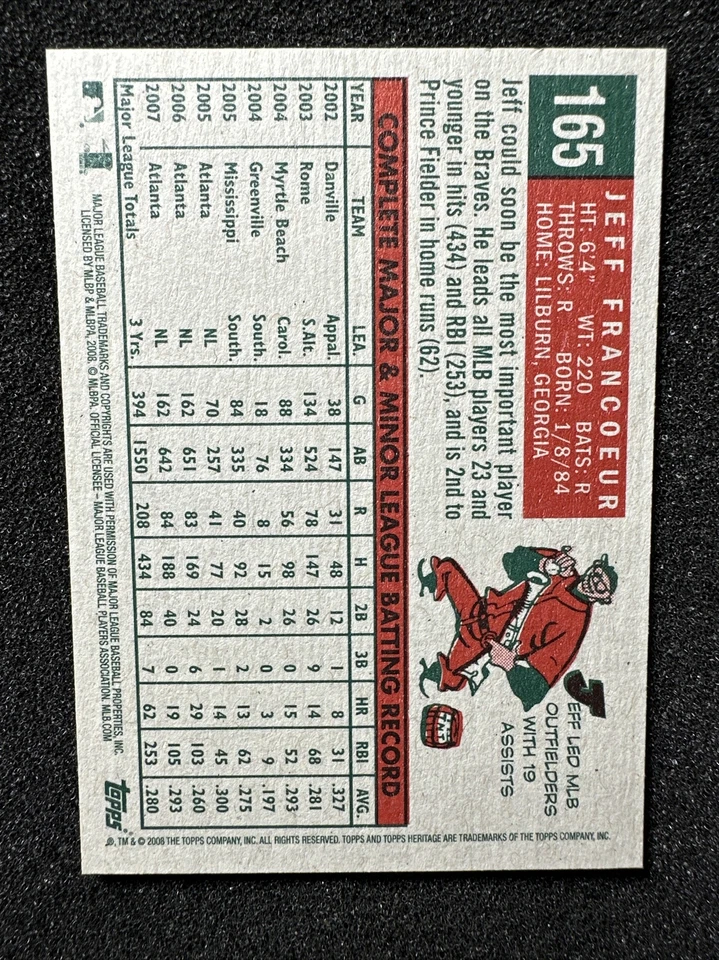 165
JEFF FRANCOEUR
HT: 6'4" WT: 220 BATS: R
THROWS: R BORN: 1/8/84
HOME: LILBURN, GEORGIA
Jeff could soon be the most important player
on the Braves. He leads all MLB players 23 and
younger in hits (434) and RBI (253), and is 2nd to
Prince Fielder in home runs (62).
JEFF LED MLB
OUTFIELDERS
WITH 19
ASSISTS
COMPLETE MAJOR & MINOR LEAGUE BATTING RECORD
YEAR TEAM LEA. G AB R H 2B 3B HR RBI AVG.
2002 Danville Appal. 38 147 31 48 12 1 8 31 .327
2003 Rome S.Atl. 134 524 78 147 26 9 14 68 .281
2004 Myrtle Beach Carol. 88 334 56 98 26 0 15 52 .293
2004 Greenville South. 18 76 8 15 2 0 3 9 .197
2005 Mississippi South. 84 335 40 92 28 2 13 62 .275
2005 Atlanta NL 70 257 41 77 20 1 14 45 .300
2006 Atlanta NL 162 651 83 169 24 6 29 103 .260
2007 Atlanta NL 162 642 84 188 40 0 19 105 .293
Major League Totals 3 Yrs. 394 1550 208 434 84 7 62 253 .280
MAJOR LEAGUE BASEBALL TRADEMARKS AND COPYRIGHTS ARE USED WITH PERMISSION OF MAJOR LEAGUE BASEBALL PROPERTIES, INC.
LICENSED BY MLBP & MLBPA, 2008. © MLBPA. OFFICIAL LICENSEE – MAJOR LEAGUE BASEBALL PLAYERS ASSOCIATION. MLB.COM
topps
®, TM & © 2008 THE TOPPS COMPANY, INC. ALL RIGHTS RESERVED. TOPPS AND TOPPS HERITAGE ARE TRADEMARKS OF THE TOPPS COMPANY, INC.